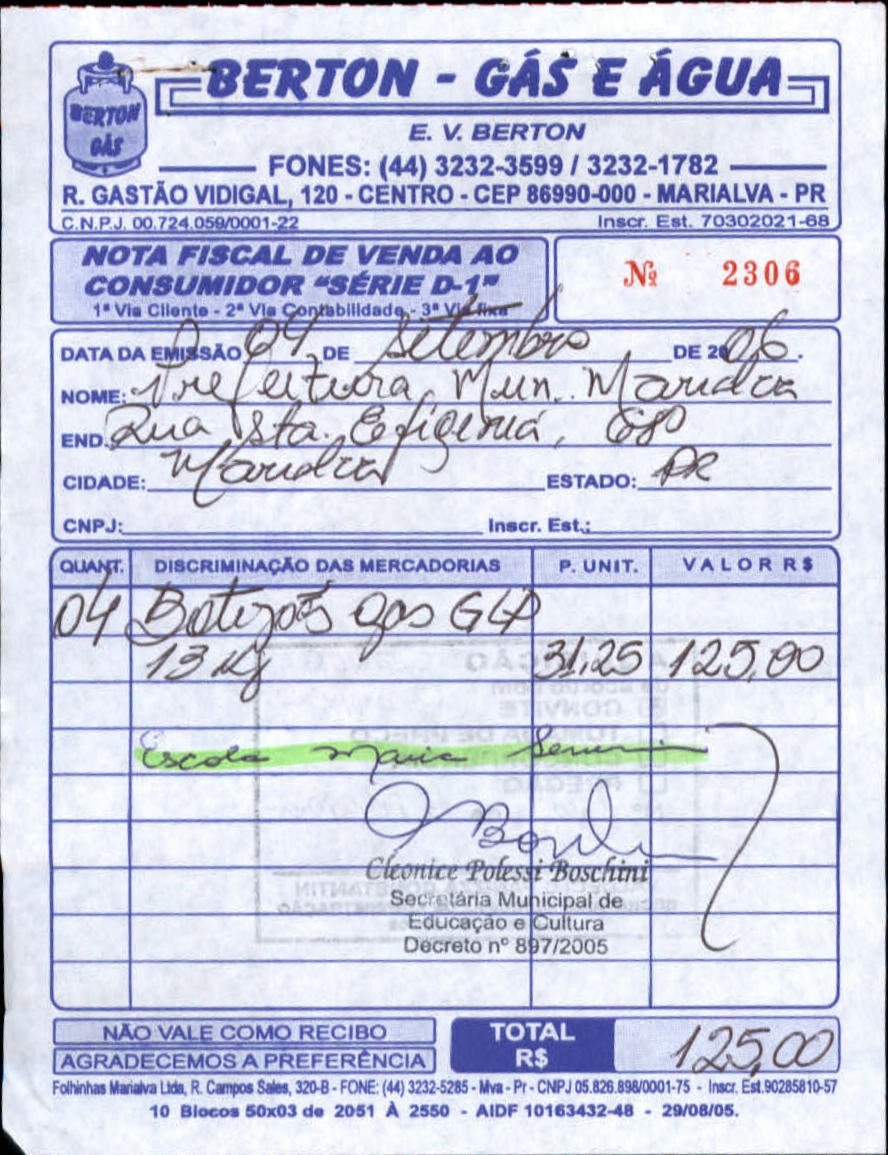 BERTON GÁS
BERTON - GÁS E ÁGUA
E. V. BERTON
FONES: (44) 3232-3599 / 3232-1782
R. GASTÃO VIDIGAL, 120 - CENTRO - CEP 86990-000 - MARIALVA - PR
C.N.P.J. 00.724.059/0001-22 Inscr. Est. 70302021-68
NOTA FISCAL DE VENDA AO
CONSUMIDOR "SÉRIE D-1" Nº 2306
1ª Via Cliente - 2ª Via Contabilidade - 3ª Via fixa
DATA DA EMISSÃO 04 DE Setembro DE 2006.
NOME: Prefeitura Mun. Marialva
END. Rua Sta. Efigenia, 680
CIDADE: Marialva ESTADO: PR
CNPJ: Inscr. Est.:
QUANT. DISCRIMINAÇÃO DAS MERCADORIAS P. UNIT. VALOR R$
04 Botijões gas GLP
13 Kg 31,25 125,00
Escola Maria
Cleonice Polessi Boschini
Secretária Municipal de
Educação e Cultura
Decreto nº 897/2005
NÃO VALE COMO RECIBO
AGRADECEMOS A PREFERÊNCIA
TOTAL R$ 125,00
Folhinhas Marialva Ltda, R. Campos Sales, 320-B - FONE: (44) 3232-5285 - Mva - Pr - CNPJ 05.826.898/0001-75 - Inscr. Est.90285810-57
10 Blocos 50x03 de 2051 À 2550 - AIDF 10163432-48 - 29/08/05.